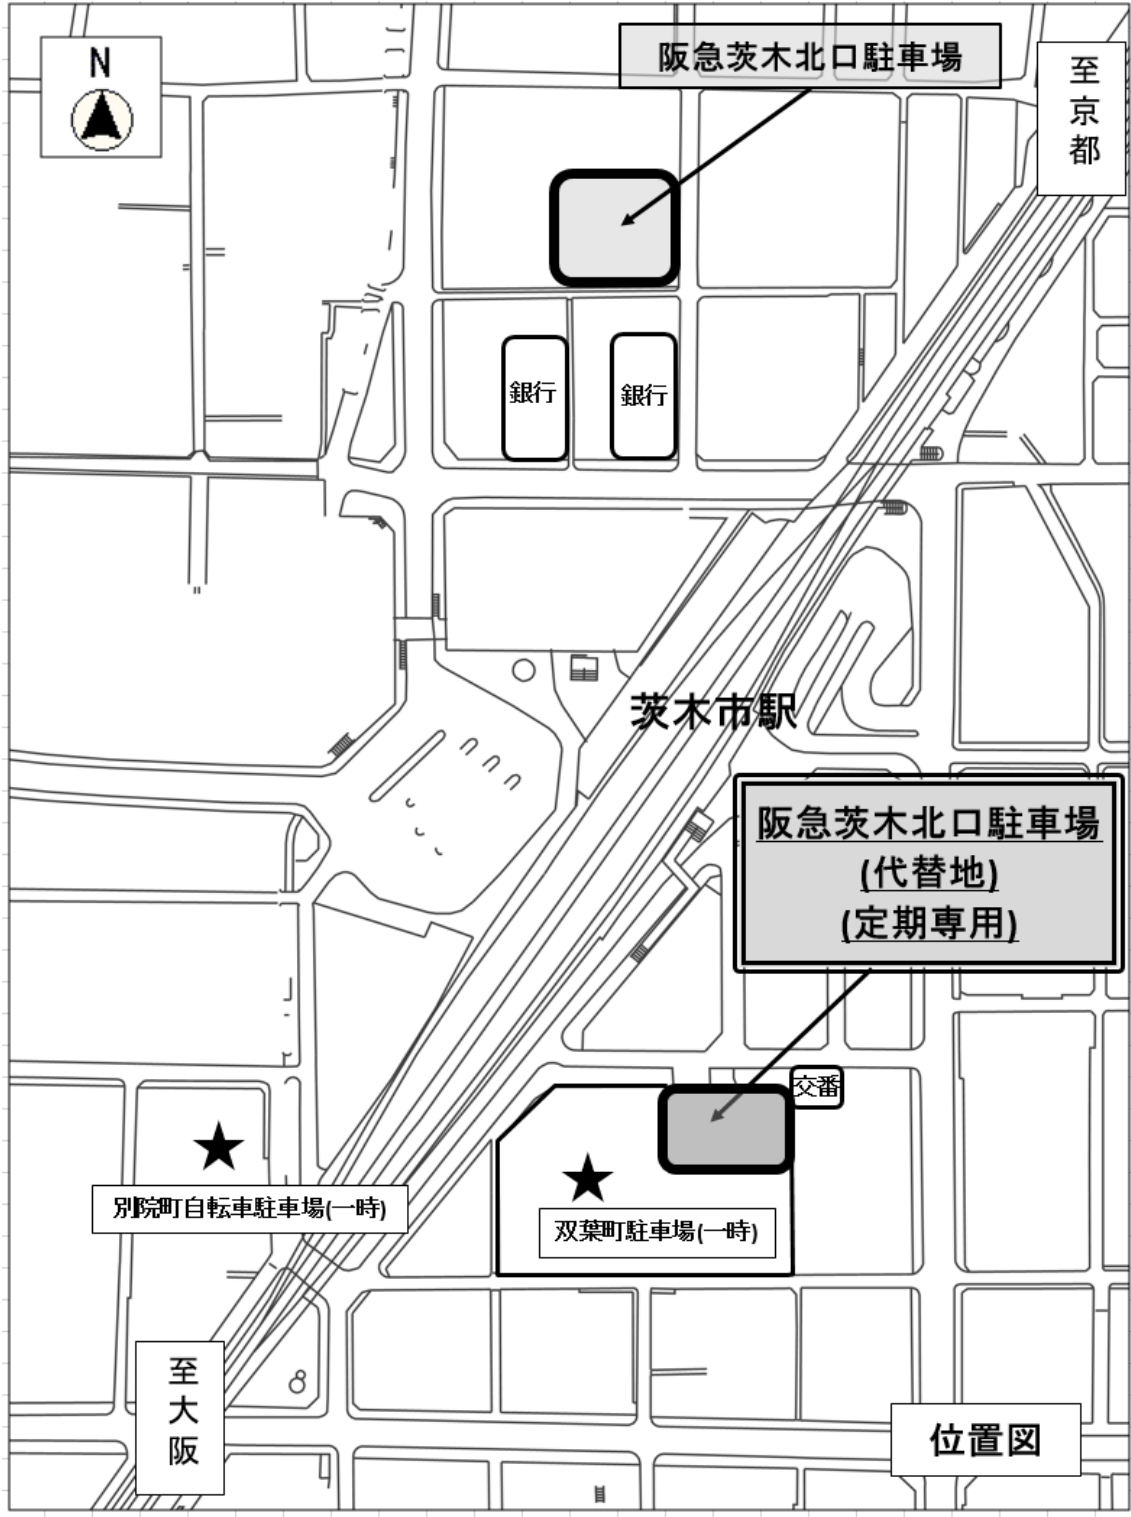 N
阪急茨木北口駐車場
至京都
銀行
銀行
茨木市駅
阪急茨木北口駐車場
(代替地)
(定期専用)
交番
別院町自転車駐車場(一時)
双葉町駐車場(一時)
至大阪
位置図